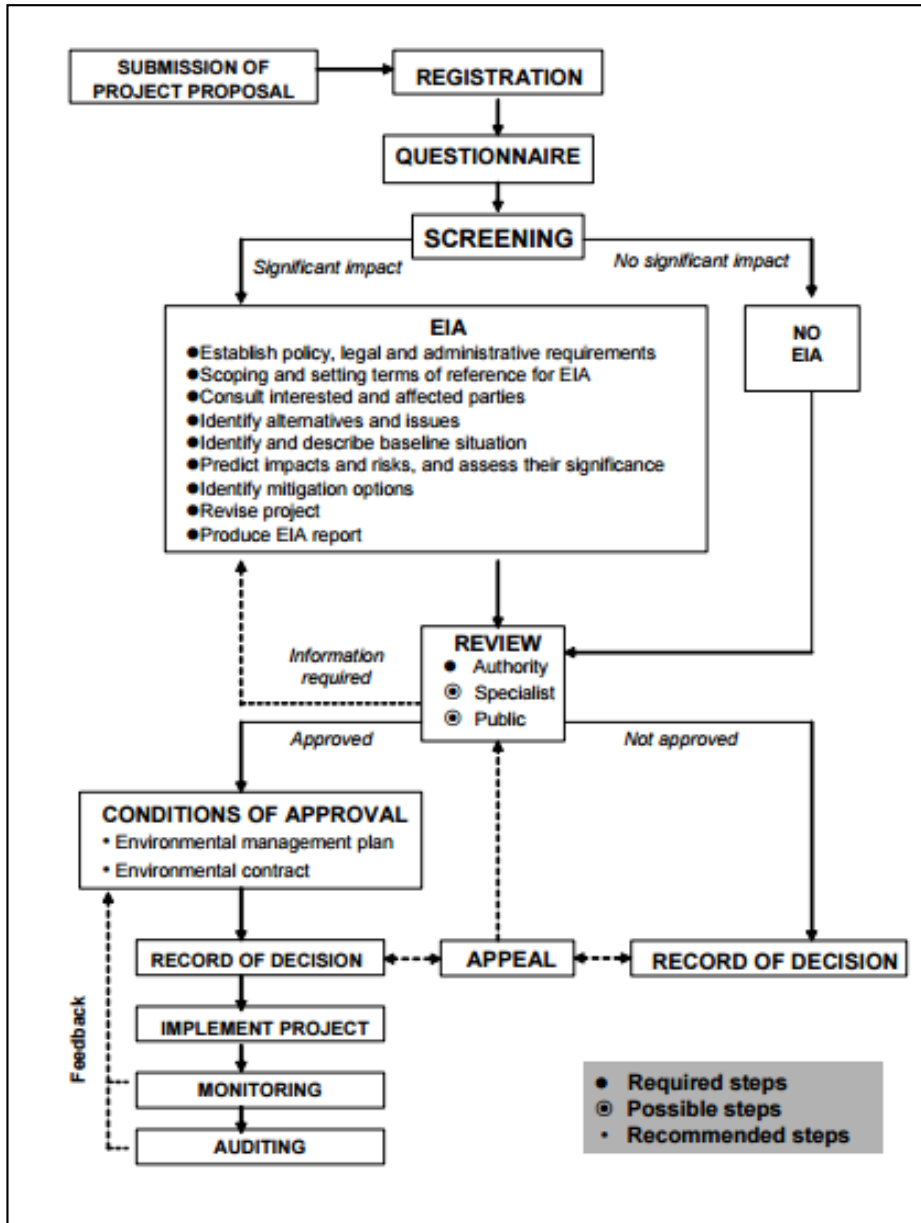 SUBMISSION OF
PROJECT PROPOSAL
REGISTRATION
QUESTIONNAIRE
SCREENING
Significant impact
No significant impact
EIA
●Establish policy, legal and administrative requirements
●Scoping and setting terms of reference for EIA
●Consult interested and affected parties
●Identify alternatives and issues
●Identify and describe baseline situation
●Predict impacts and risks, and assess their significance
●Identify mitigation options
●Revise project
●Produce EIA report
NO
EIA
REVIEW
● Authority
◉ Specialist
◉ Public
Information
required
Approved
Not approved
CONDITIONS OF APPROVAL
• Environmental management plan
• Environmental contract
RECORD OF DECISION
APPEAL
RECORD OF DECISION
IMPLEMENT PROJECT
MONITORING
AUDITING
Feedback
● Required steps
◉ Possible steps
• Recommended steps